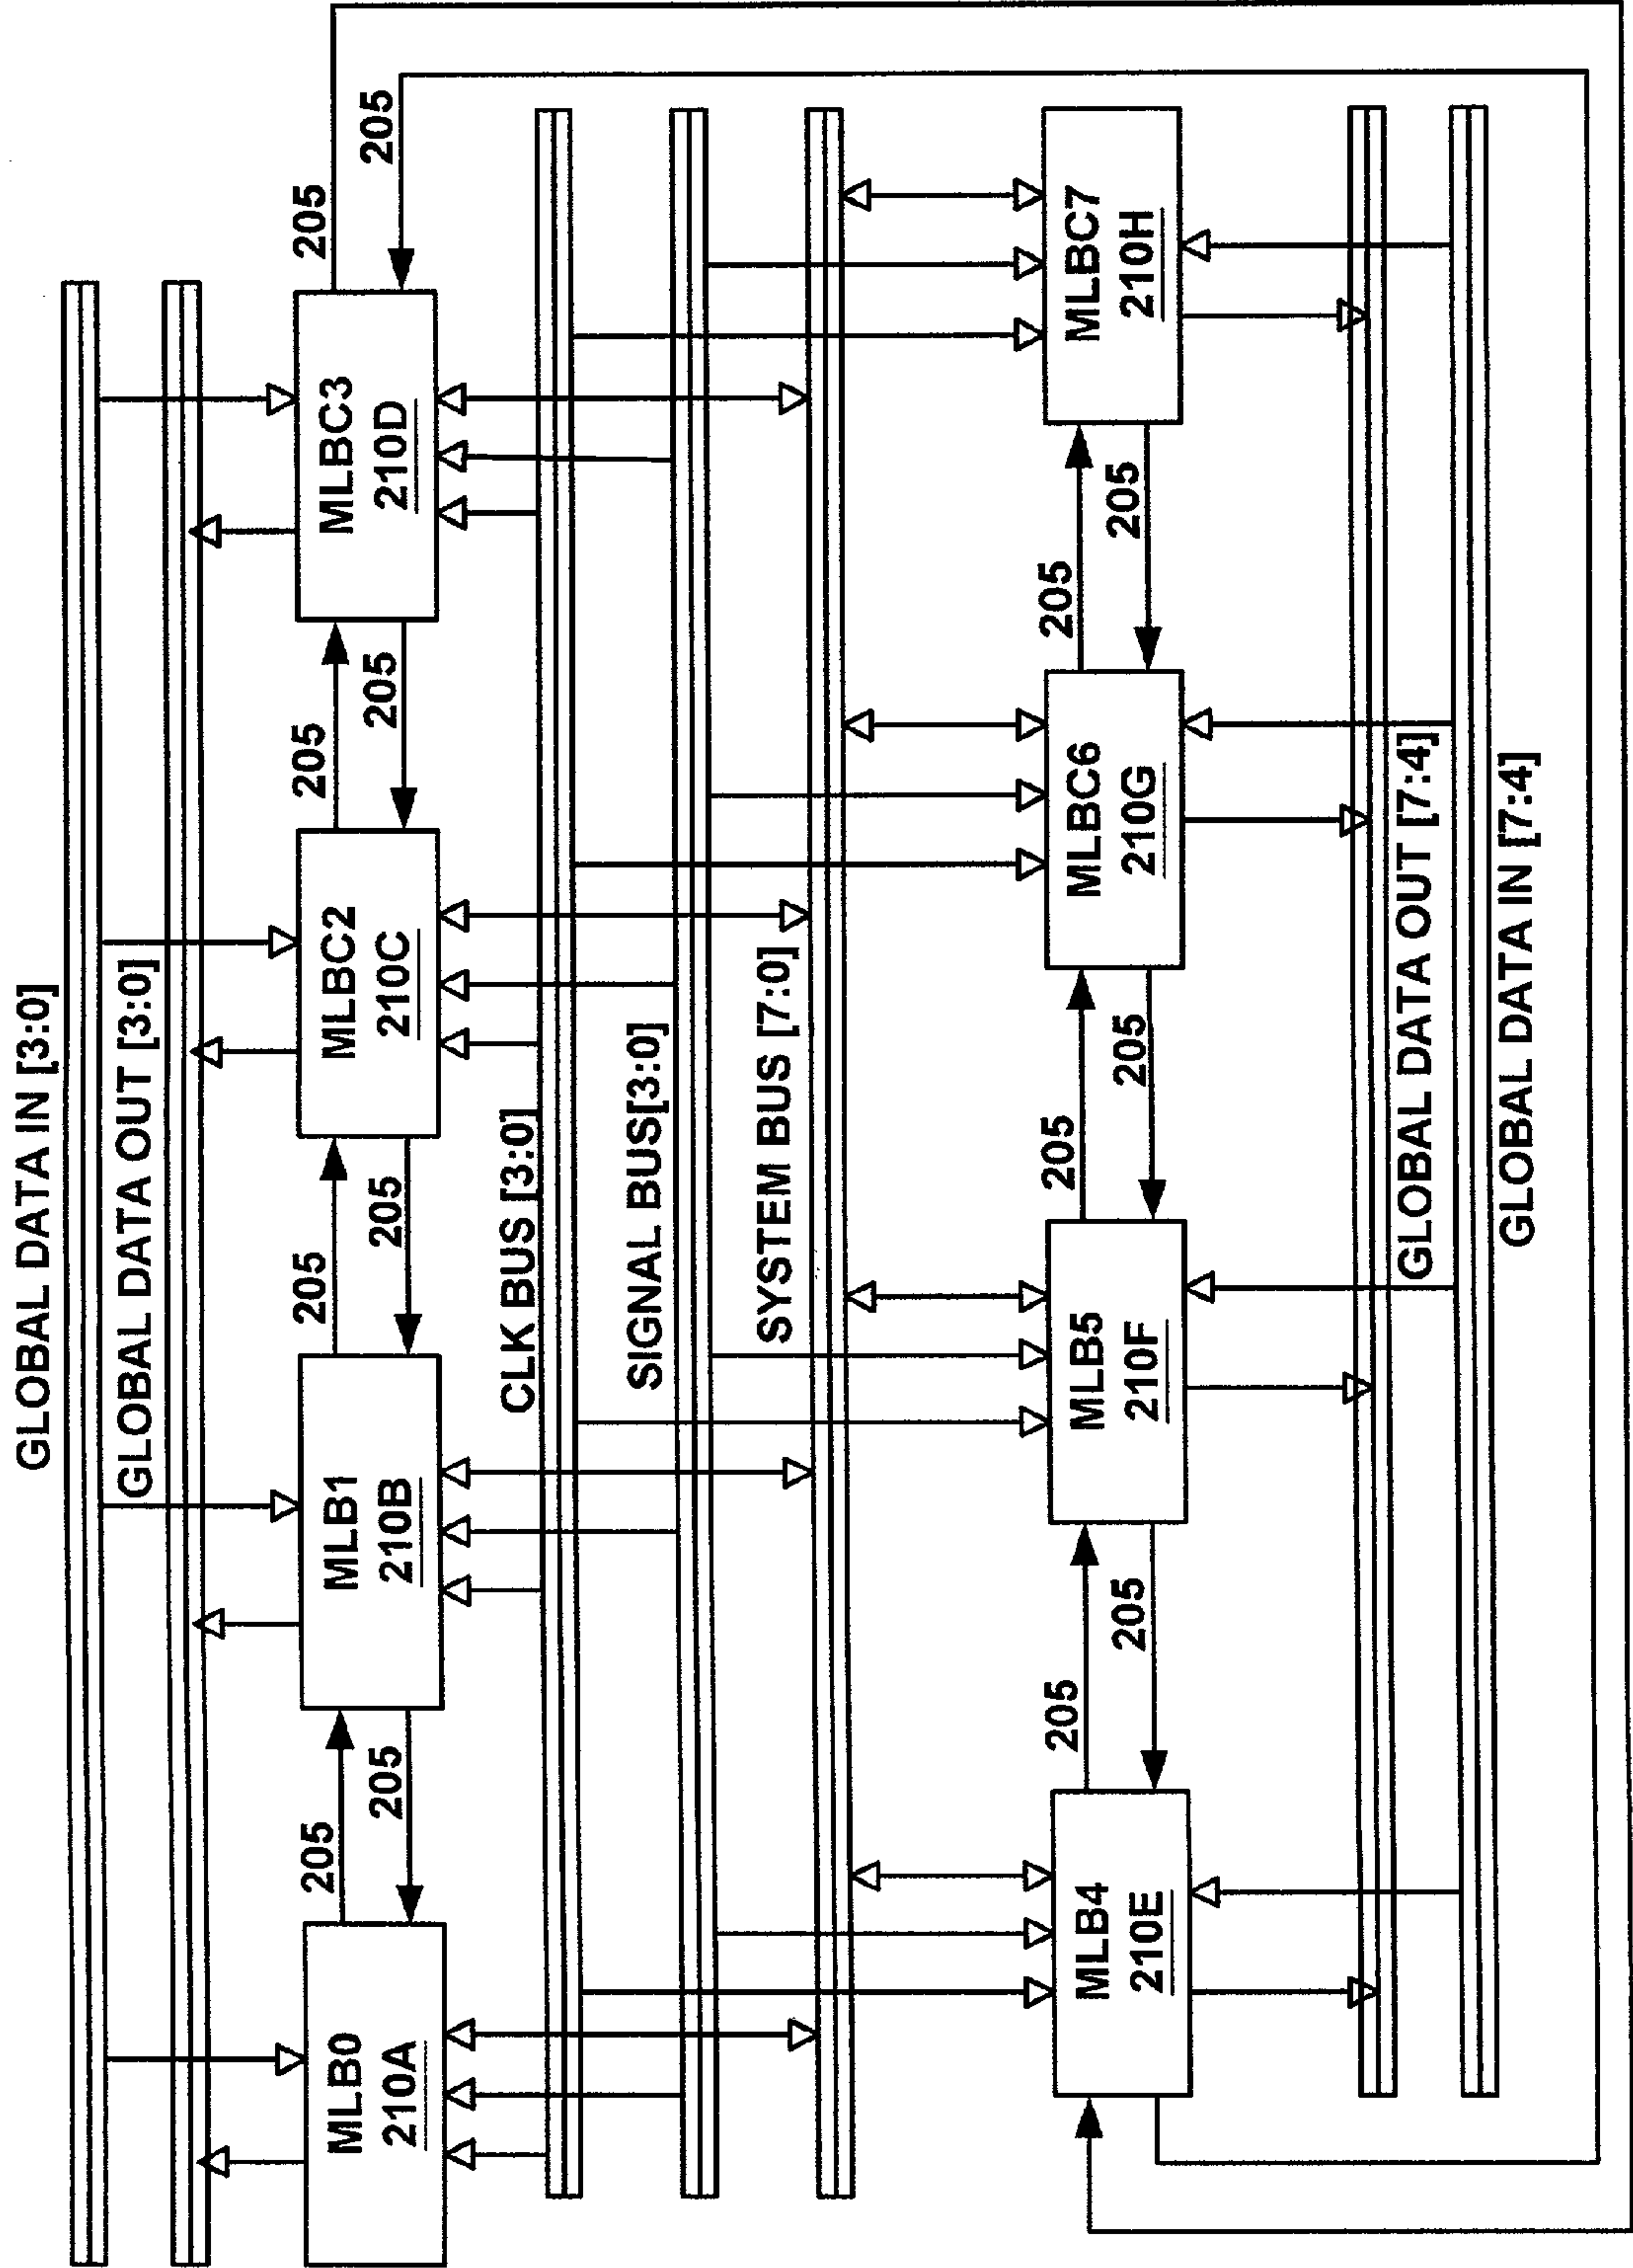 GLOBAL DATA IN [3:0]
GLOBAL DATA OUT [3:0]
MLB0
210A
205
205
MLB1
210B
205
205
MLBC2
210C
205
205
MLBC3
210D
205
205
CLK BUS [3:0]
SIGNAL BUS[3:0]
SYSTEM BUS [7:0]
MLB4
210E
205
205
MLB5
210F
205
205
MLBC6
210G
205
205
MLBC7
210H
GLOBAL DATA OUT [7:4]
GLOBAL DATA IN [7:4]